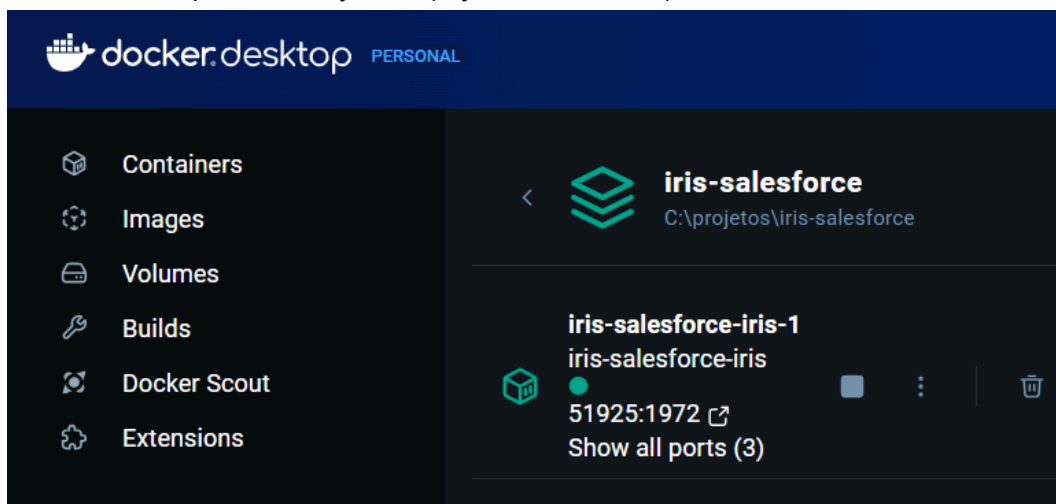 docker.desktop PERSONAL
Containers
Images
Volumes
Builds
Docker Scout
Extensions
iris-salesforce
C:\projetos\iris-salesforce
iris-salesforce-iris-1
iris-salesforce-iris
51925:1972
Show all ports (3)